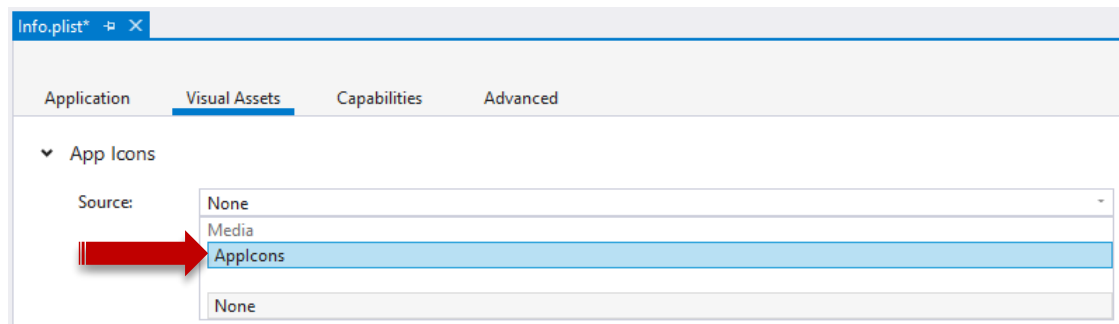 Info.plist*
Application Visual Assets Capabilities Advanced
App Icons
Source: None
Media
AppIcons
None